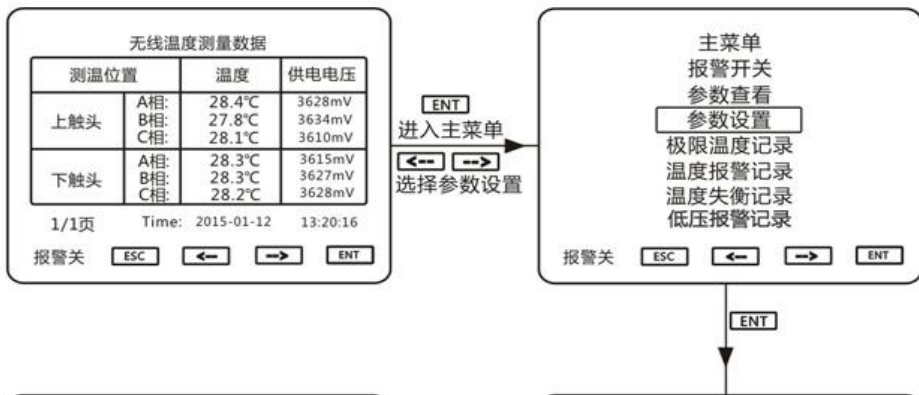 无线温度测量数据
测温位置 温度 供电电压
上触头 A相: 28.4℃ 3628mV
B相: 27.8℃ 3634mV
C相: 28.1℃ 3610mV
下触头 A相: 28.3℃ 3615mV
B相: 28.3℃ 3627mV
C相: 28.2℃ 3628mV
1/1页 Time: 2015-01-12 13:20:16
报警关 ESC <-- --> ENT
ENT
进入主菜单
<-- -->
选择参数设置
主菜单
报警开关
参数查看
参数设置
极限温度记录
温度报警记录
温度失衡记录
低压报警记录
报警关 ESC <-- --> ENT
ENT